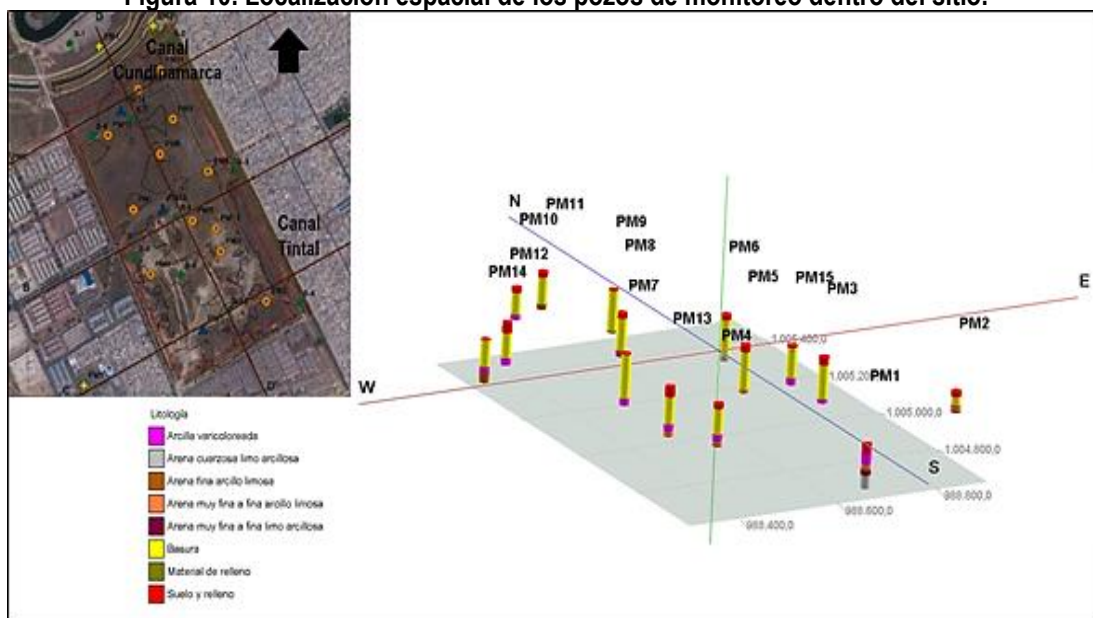 Figura 10. Localización espacial de los pozos de monitoreo dentro del sitio.
Canal
Cundinamarca
Canal
Tintal
N
PM11
PM10
PM9
PM8
PM6
PM12
PM14
PM7
PM5
PM15
PM3
E
PM13
PM4
PM2
1.005.400,0
W
PM1
1.005.000,0
1.004.800,0
S
988.800,0
988.600,0
988.400,0
Litología
Arcilla varicoloreada
Arena cuarzosa limo arcillosa
Arena fina arcillo limosa
Arena muy fina a fina arcillo limosa
Arena muy fina a fina limo arcillosa
Basura
Material de relleno
Suelo y relleno